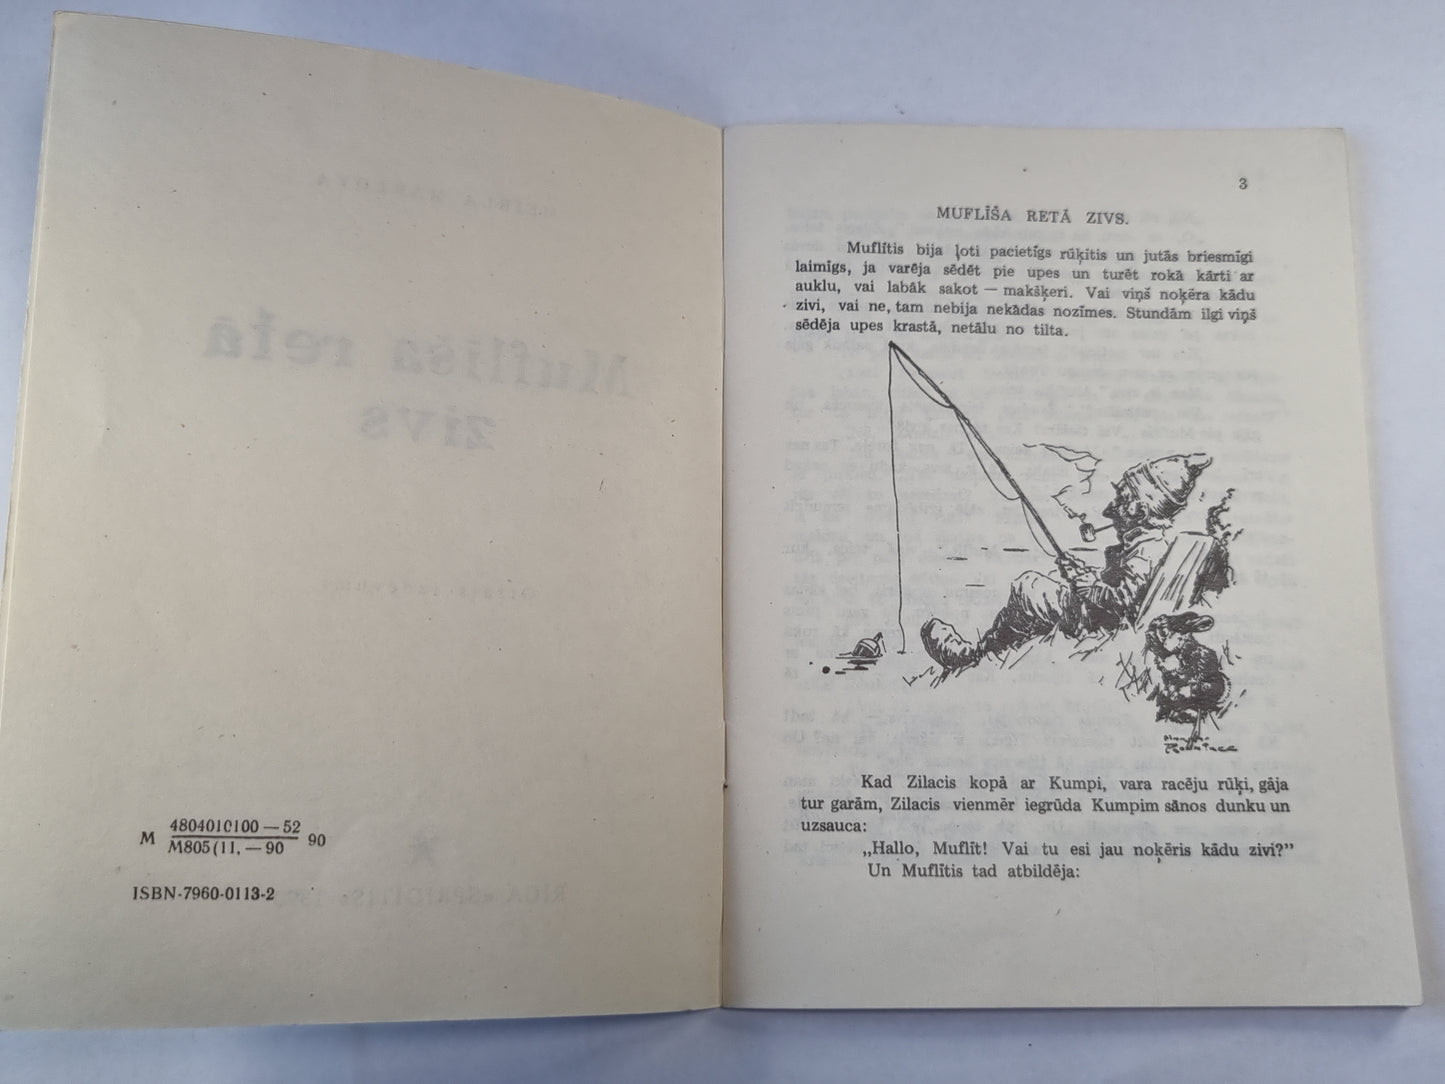 M 4804010100 — 52
M805(11, — 90 90
ISBN-7960-0113-2
3
MUFLĪŠA RETĀ ZIVS.
Muflītis bija ļoti pacietīgs rūķītis un jutās briesmīgi
laimīgs, ja varēja sēdēt pie upes un turēt rokā kārti ar
auklu, vai labāk sakot — makšķeri. Vai viņš noķēra kādu
zivi, vai ne, tam nebija nekādas nozīmes. Stundām ilgi viņš
sēdēja upes krastā, netālu no tilta.
Kad Zilacis kopā ar Kumpi, vara racēju rūķi, gāja
tur garām, Zilacis vienmēr iegrūda Kumpim sānos dunku un
uzsauca:
„Hallo, Muflīt! Vai tu esi jau noķēris kādu zivi?”
Un Muflītis tad atbildēja: